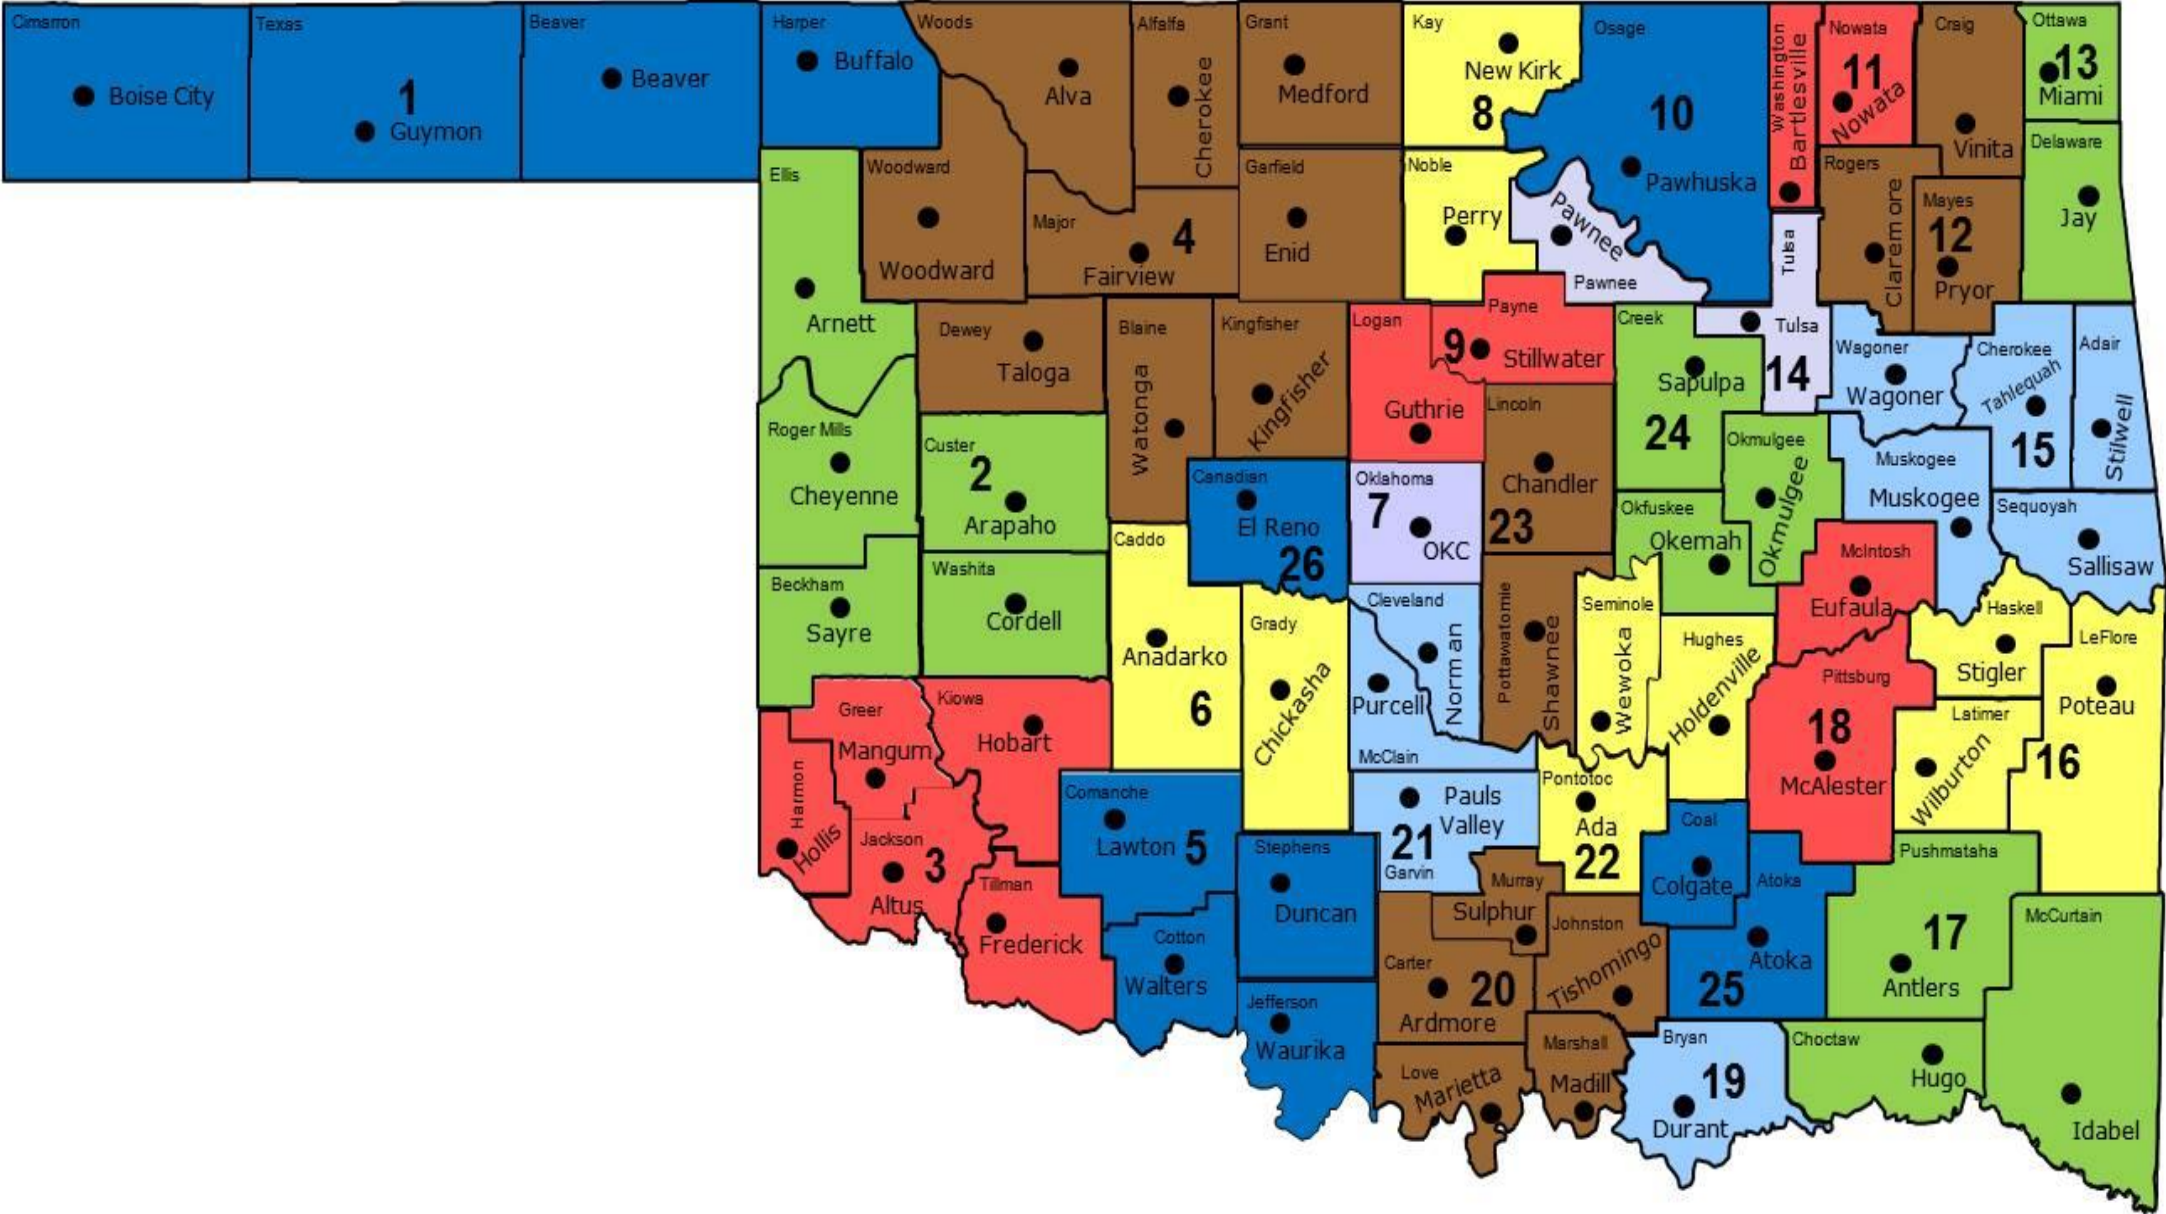 Cimarron
Boise City
Texas
1
Guymon
Beaver
Beaver
Harper
Buffalo
Woods
Alva
Alfalfa
Cherokee
Grant
Medford
Kay
New Kirk
8
Osage
10
Pawhuska
Washington
Bartlesville
Nowata
11
Nowata
Craig
Vinita
Ottawa
13
Miami
Delaware
Jay
Ellis
Arnett
Woodward
Woodward
Major
4
Fairview
Garfield
Enid
Noble
Perry
Pawnee
Pawnee
Tulsa
Tulsa
14
Rogers
Claremore
Mayes
12
Pryor
Dewey
Taloga
Blaine
Watonga
Kingfisher
Kingfisher
Logan
Guthrie
Payne
9
Stillwater
Creek
Sapulpa
24
Wagoner
Wagoner
Cherokee
Tahlequah
15
Adair
Stilwell
Roger Mills
Cheyenne
Custer
2
Arapaho
Canadian
El Reno
26
Oklahoma
7
OKC
Lincoln
Chandler
23
Okmulgee
Okmulgee
Muskogee
Muskogee
Sequoyah
Sallisaw
Okfuskee
Okemah
McIntosh
Eufaula
Beckham
Sayre
Washita
Cordell
Caddo
Anadarko
6
Grady
Chickasha
Cleveland
Norman
Purcell
McClain
Pottawatomie
Shawnee
Seminole
Wewoka
Hughes
Holdenville
Pittsburg
18
McAlester
Haskell
Stigler
LeFlore
Poteau
16
Latimer
Wilburton
Greer
Mangum
Kiowa
Hobart
Harmon
Hollis
Jackson
3
Altus
Tillman
Frederick
Comanche
Lawton
5
Cotton
Walters
Stephens
Duncan
Jefferson
Waurika
Pauls
Valley
21
Garvin
Pontotoc
Ada
22
Murray
Sulphur
Johnston
Tishomingo
Carter
20
Ardmore
Love
Marietta
Marshall
Madill
Coal
Colgate
Atoka
Atoka
25
Bryan
19
Durant
Pushmataha
17
Antlers
Choctaw
Hugo
McCurtain
Idabel